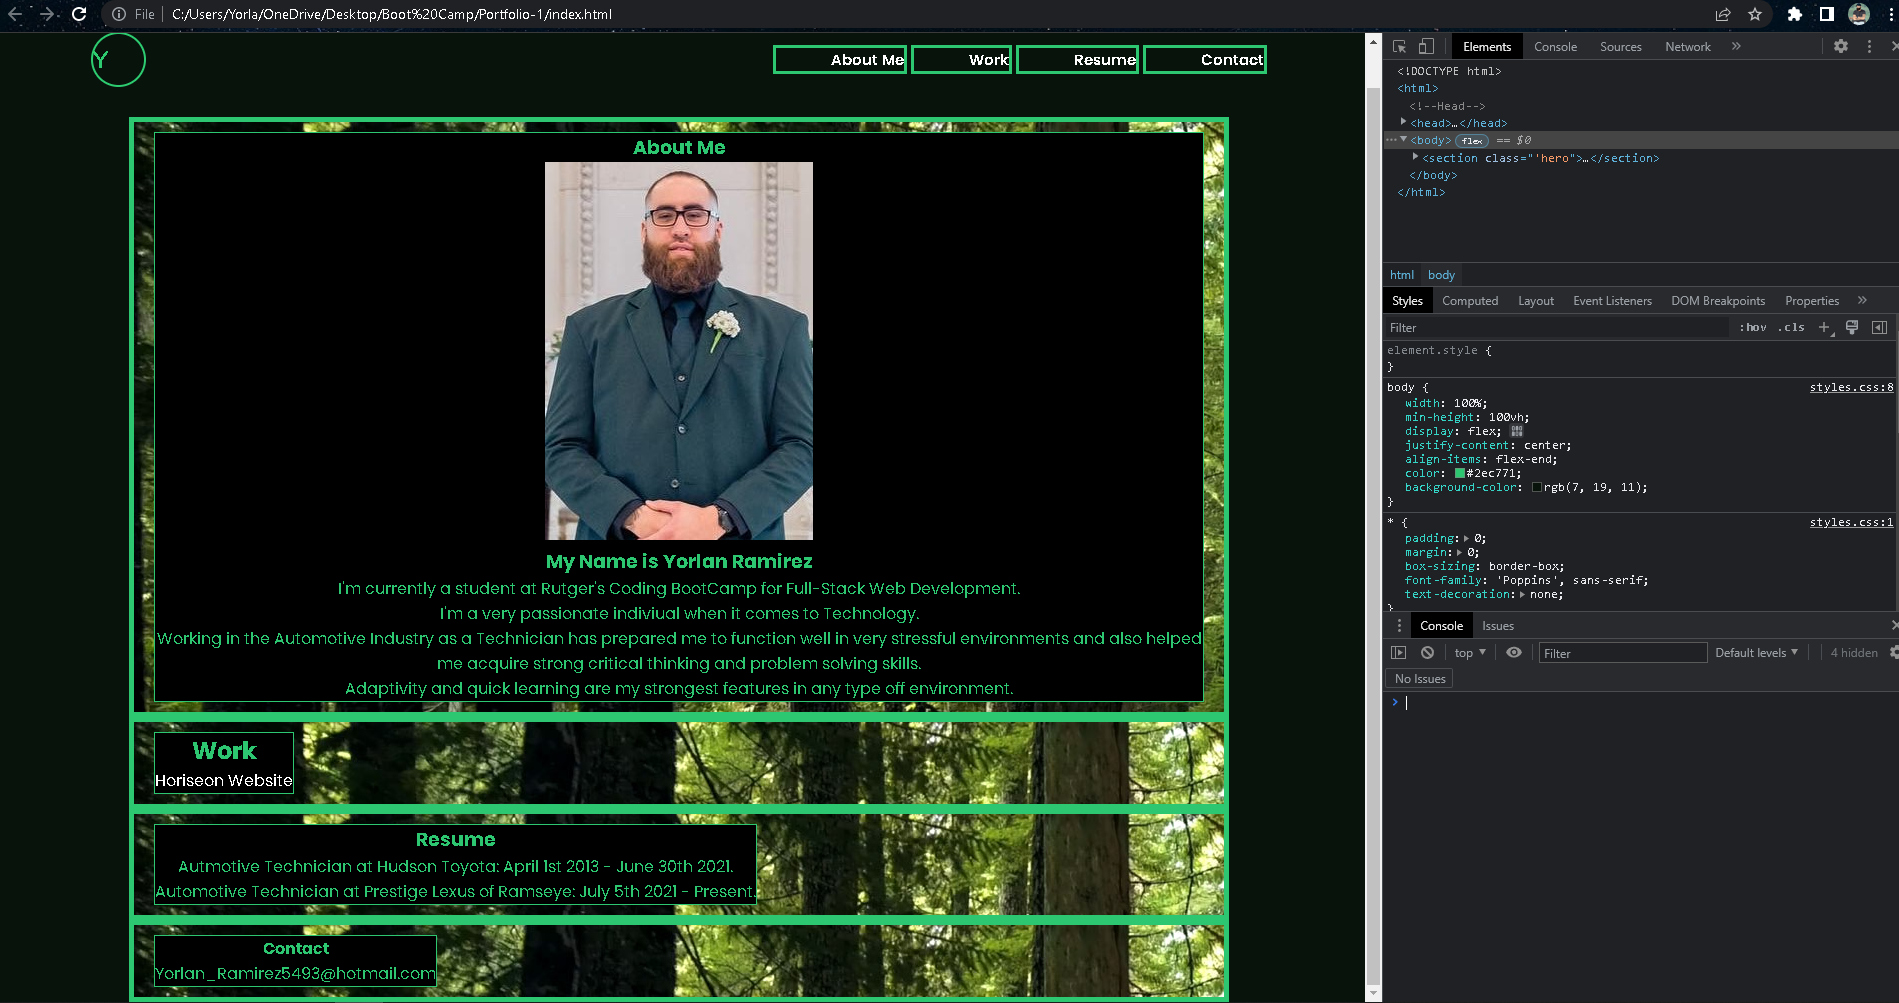 File | C:/Users/Yorla/OneDrive/Desktop/Boot%20Camp/Portfolio-1/index.html
Y
About Me Work Resume Contact
About Me
My Name is Yorlan Ramirez
I'm currently a student at Rutger's Coding BootCamp for Full-Stack Web Development.
I'm a very passionate indiviual when it comes to Technology.
Working in the Automotive Industry as a Technician has prepared me to function well in very stressful environments and also helped
me acquire strong critical thinking and problem solving skills.
Adaptivity and quick learning are my strongest features in any type off environment.
Work
Horiseon Website
Resume
Autmotive Technician at Hudson Toyota: April 1st 2013 - June 30th 2021.
Automotive Technician at Prestige Lexus of Ramseye: July 5th 2021 - Present.
Contact
Yorlan_Ramirez5493@hotmail.com
Elements Console Sources Network »
<!DOCTYPE html>
<html>
<!--Head-->
<head>…</head>
<body> flex == $0
<section class="'hero">…</section>
</body>
</html>
html body
Styles Computed Layout Event Listeners DOM Breakpoints Properties »
Filter :hov .cls +
element.style {
}
body { styles.css:8
width: 100%;
min-height: 100vh;
display: flex;
justify-content: center;
align-items: flex-end;
color: #2ec771;
background-color: rgb(7, 19, 11);
}
* { styles.css:1
padding: 0;
margin: 0;
box-sizing: border-box;
font-family: 'Poppins', sans-serif;
text-decoration: none;
}
Console Issues
top Filter Default levels 4 hidden
No Issues
>